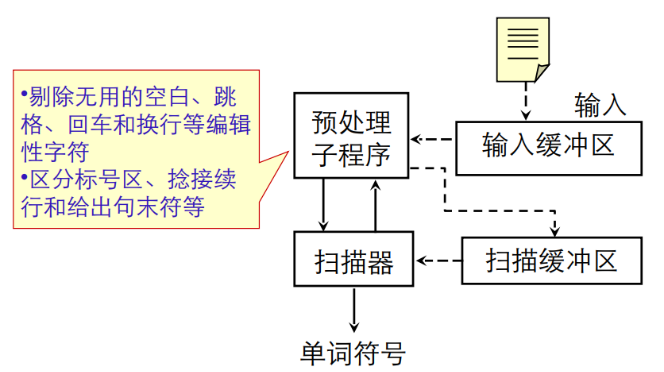 •剔除无用的空白、跳
格、回车和换行等编辑
性字符
•区分标号区、捻接续
行和给出句末符等
预处理
子程序
输入
输入缓冲区
扫描器
扫描缓冲区
单词符号